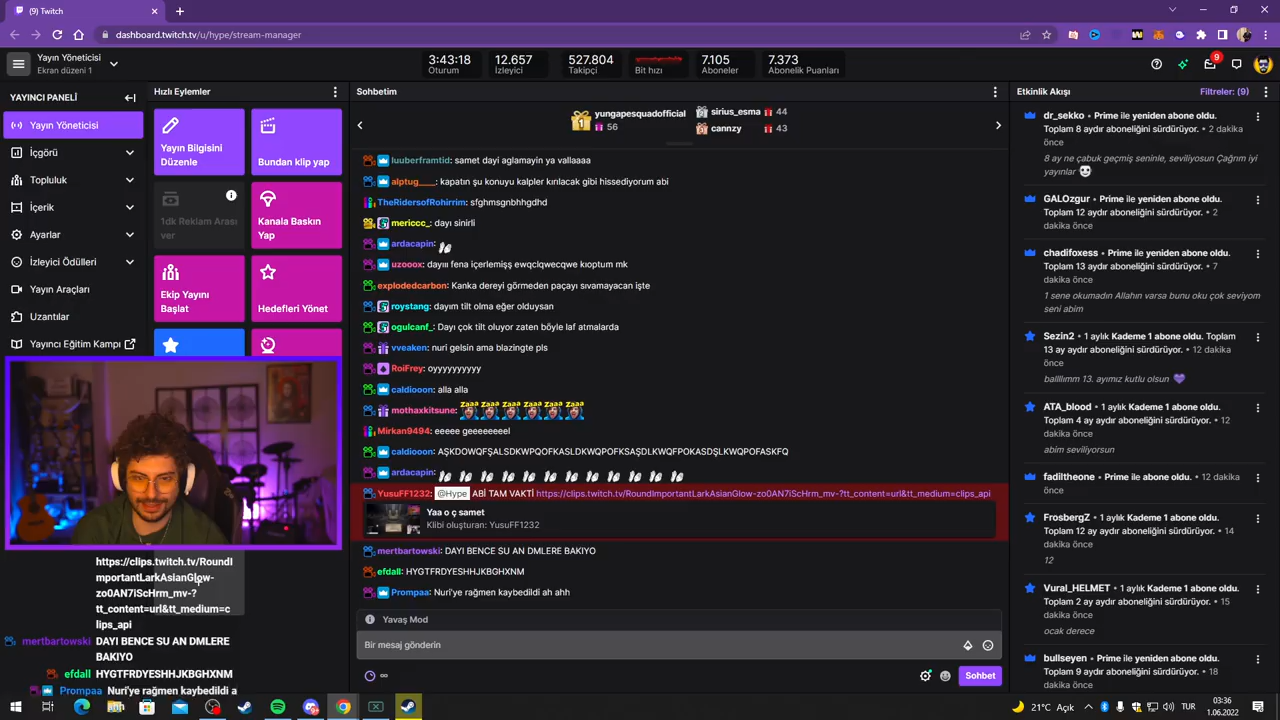 (9) Twitch
dashboard.twitch.tv/u/hype/stream-manager
Yayın Yöneticisi
Ekran düzeni 1
3:43:18
Oturum
12.657
İzleyici
527.804
Takipçi
Bit hızı
7.105
Aboneler
7.373
Abonelik Puanları
9
YAYINCI PANELİ
Yayın Yöneticisi
İçgörü
Topluluk
İçerik
Ayarlar
İzleyici Ödülleri
Yayın Araçları
Uzantılar
Yayıncı Eğitim Kampı
Hızlı Eylemler
Yayın Bilgisini
Düzenle
Bundan klip yap
1dk Reklam Arası
ver
Kanala Baskın
Yap
Ekip Yayını
Başlat
Hedefleri Yönet
https://clips.twitch.tv/RoundI
mportantLarkAsianGlow-
zo0AN7iScHrm_mv-?
tt_content=url&tt_medium=c
lips_api
mertbartowski DAYI BENCE SU AN DMLERE
BAKIYO
efdall HYGTFRDYESHHJKBGHXNM
Prompaa Nuri'ye rağmen kaybedildi a
Sohbetim
1 yungapesquadofficial
56
sirius_esma 44
cannzy 43
luuberframtid: samet dayi aglamayin ya vallaaaa
alptug____: kapatın şu konuyu kalpler kırılacak gibi hissediyorum abi
TheRidersofRohirrim: sfghmsgnbhhgdhd
mericcc_: dayı sinirli
ardacapin:
uzooox: dayııı fena içerlemişş ewqclqwecqwe kıoptum mk
explodedcarbon: Kanka dereyi görmeden paçayı sıvamayacan işte
roystang: dayım tilt olma eğer olduysan
ogulcanf_: Dayı çok tilt oluyor zaten böyle laf atmalarda
vveaken: nuri gelsin ama blazingte pls
RoiFrey: oyyyyyyyyy
caldiooon: alla alla
mothaxkitsune: zaaa zaaa zaaa zaaa zaaa zaaa
Mirkan9494: eeeee geeeeeeeel
caldiooon: AŞKDOWQFŞALSDKWPQOFKASLDKWQPOFKSAŞDLKWQFPOKASDŞLKWQPOFASKFQ
ardacapin:
YusuFF1232: @Hype ABİ TAM VAKTİ https://clips.twitch.tv/RoundImportantLarkAsianGlow-zo0AN7iScHrm_mv-?tt_content=url&tt_medium=clips_api
Yaa o ç samet
Klibi oluşturan: YusuFF1232
mertbartowski: DAYI BENCE SU AN DMLERE BAKIYO
efdall: HYGTFRDYESHHJKBGHXNM
Prompaa: Nuri'ye rağmen kaybedildi ah ahh
Yavaş Mod
Bir mesaj gönderin
Sohbet
Etkinlik Akışı
Filtreler: (9)
dr_sekko • Prime ile yeniden abone oldu.
Toplam 8 aydır aboneliğini sürdürüyor. • 2 dakika
önce
8 ay ne çabuk geçmiş seninle, seviliyosun Çağrım iyi
yayınlar
GALOzgur • Prime ile yeniden abone oldu.
Toplam 12 aydır aboneliğini sürdürüyor. • 2
dakika önce
chadifoxess • Prime ile yeniden abone oldu.
Toplam 13 aydır aboneliğini sürdürüyor. • 7
dakika önce
1 sene okumadın Allahın varsa bunu oku çok seviyom
seni abim
Sezin2 • 1 aylık Kademe 1 abone oldu. Toplam
13 ay aydır aboneliğini sürdürüyor. • 12 dakika
önce
ballllımm 13. ayımız kutlu olsun
ATA_blood • 1 aylık Kademe 1 abone oldu.
Toplam 4 ay aydır aboneliğini sürdürüyor. • 12
dakika önce
abim seviliyorsun
fadiltheone • Prime ile abone oldu. • 12 dakika
önce
FrosbergZ • 1 aylık Kademe 1 abone oldu.
Toplam 12 ay aydır aboneliğini sürdürüyor. • 14
dakika önce
12
Vural_HELMET • 1 aylık Kademe 1 abone oldu.
Toplam 2 ay aydır aboneliğini sürdürüyor. • 15
dakika önce
ocak derece
bullseyen • Prime ile yeniden abone oldu.
Toplam 9 aydır aboneliğini sürdürüyor. • 18
21°C Açık
TUR
03:36
1.06.2022